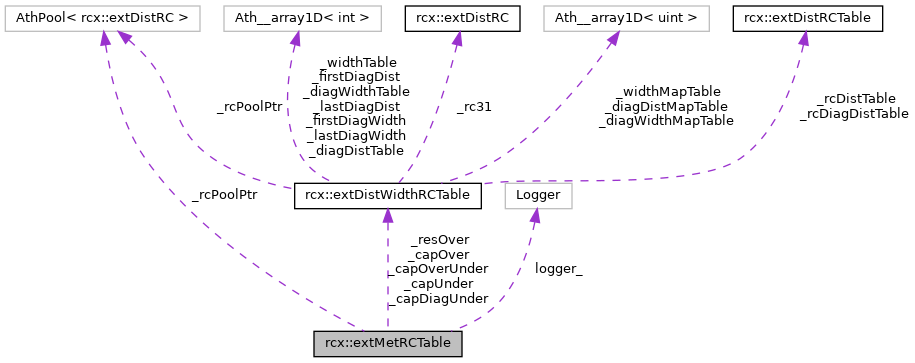 AthPool< rcx::extDistRC >
Ath__array1D< int >
rcx::extDistRC
Ath__array1D< uint >
rcx::extDistRCTable
_rcPoolPtr
_widthTable
_firstDiagDist
_diagWidthTable
_lastDiagDist
_firstDiagWidth
_lastDiagWidth
_diagDistTable
_rc31
_widthMapTable
_diagDistMapTable
_diagWidthMapTable
_rcDistTable
_rcDiagDistTable
_rcPoolPtr
rcx::extDistWidthRCTable
Logger
_resOver
_capOver
_capOverUnder
_capUnder
_capDiagUnder
logger_
rcx::extMetRCTable